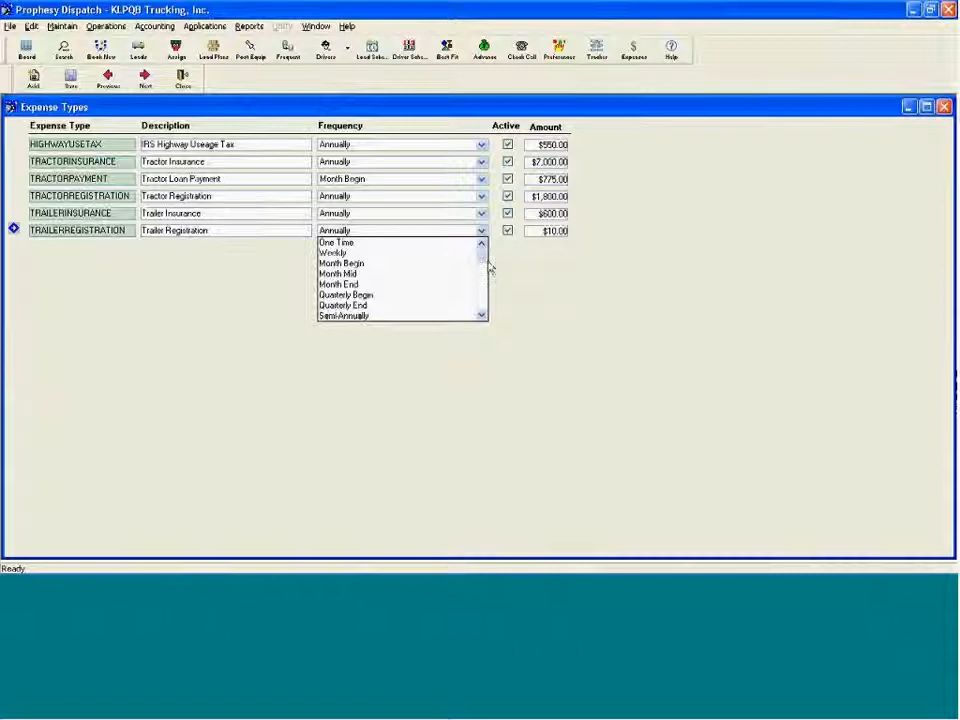 Prophesy Dispatch - KLPQB Trucking, Inc.
File Edit Maintain Operations Accounting Applications Reports Utility Window Help
Board Search Book Now Loads Assign Load Plans Post Equip Frequent Drivers Load Sche... Driver Sche... Best Fit Advance Check Call Preferences Tracker Expenses Help
Add Save Previous Next Close
Expense Types
Expense Type Description Frequency Active Amount
HIGHWAYUSETAX IRS Highway Useage Tax Annually $550.00
TRACTORINSURANCE Tractor Insurance Annually $7,000.00
TRACTORPAYMENT Tractor Loan Payment Month Begin $775.00
TRACTORREGISTRATION Tractor Registration Annually $1,800.00
TRAILERINSURANCE Trailer Insurance Annually $600.00
TRAILERREGISTRATION Trailer Registration Annually $10.00
One Time
Weekly
Month Begin
Month Mid
Month End
Quarterly Begin
Quarterly End
Semi-Annually
Ready